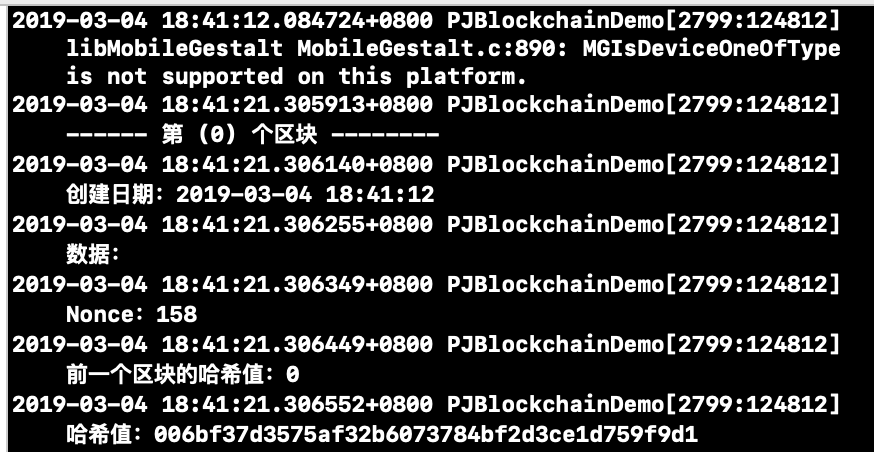 2019-03-04 18:41:12.084724+0800 PJBlockchainDemo[2799:124812]
libMobileGestalt MobileGestalt.c:890: MGIsDeviceOneOfType
is not supported on this platform.
2019-03-04 18:41:21.305913+0800 PJBlockchainDemo[2799:124812]
------ 第 (0) 个区块 --------
2019-03-04 18:41:21.306140+0800 PJBlockchainDemo[2799:124812]
创建日期：2019-03-04 18:41:12
2019-03-04 18:41:21.306255+0800 PJBlockchainDemo[2799:124812]
数据：
2019-03-04 18:41:21.306349+0800 PJBlockchainDemo[2799:124812]
Nonce：158
2019-03-04 18:41:21.306449+0800 PJBlockchainDemo[2799:124812]
前一个区块的哈希值：0
2019-03-04 18:41:21.306552+0800 PJBlockchainDemo[2799:124812]
哈希值：006bf37d3575af32b6073784bf2d3ce1d759f9d1